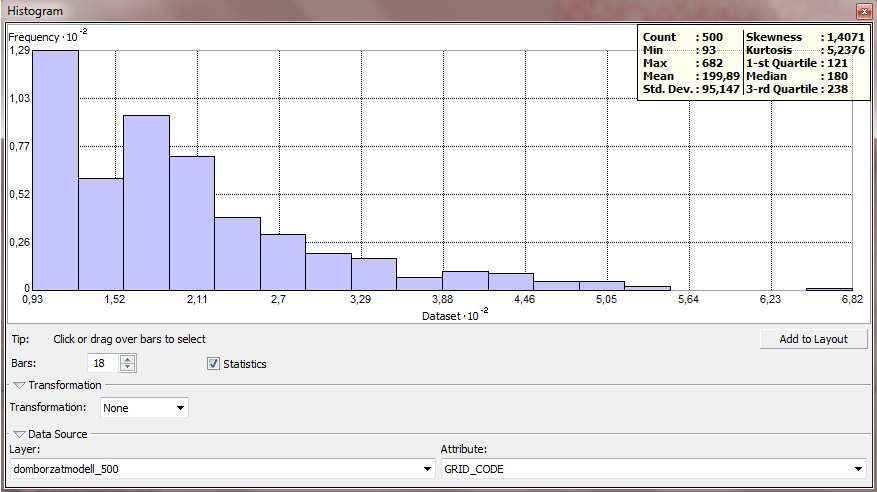 Histogram
Frequency · 10 -2
Count : 500 Skewness : 1,4071
Min : 93 Kurtosis : 5,2376
Max : 682 1-st Quartile : 121
Mean : 199,89 Median : 180
Std. Dev. : 95,147 3-rd Quartile : 238
1,29
1,03
0,77
0,52
0,26
0
0,93 1,52 2,11 2,7 3,29 3,88 4,46 5,05 5,64 6,23 6,82
Dataset · 10 -2
Tip: Click or drag over bars to select Add to Layout
Bars: 18 Statistics
Transformation
Transformation: None
Data Source
Layer: Attribute:
domborzatmodell_500 GRID_CODE